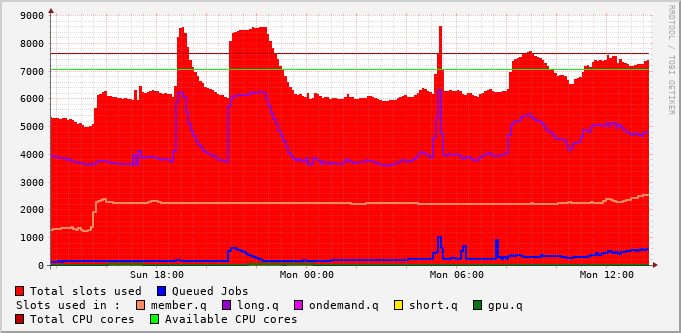 9000
8000
7000
6000
5000
4000
3000
2000
1000
0
Sun 18:00 Mon 00:00 Mon 06:00 Mon 12:00
Total slots used Queued Jobs
Slots used in : member.q long.q ondemand.q short.q gpu.q
Total CPU cores Available CPU cores
RRDTOOL / TOBI OETIKER